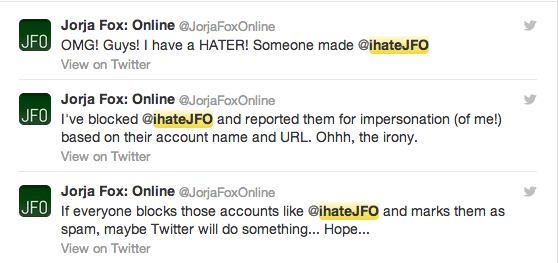 JFO
Jorja Fox: Online @JorjaFoxOnline
OMG! Guys! I have a HATER! Someone made @ihateJFO
View on Twitter
JFO
Jorja Fox: Online @JorjaFoxOnline
I've blocked @ihateJFO and reported them for impersonation (of me!)
based on their account name and URL. Ohhh, the irony.
View on Twitter
JFO
Jorja Fox: Online @JorjaFoxOnline
If everyone blocks those accounts like @ihateJFO and marks them as
spam, maybe Twitter will do something... Hope...
View on Twitter